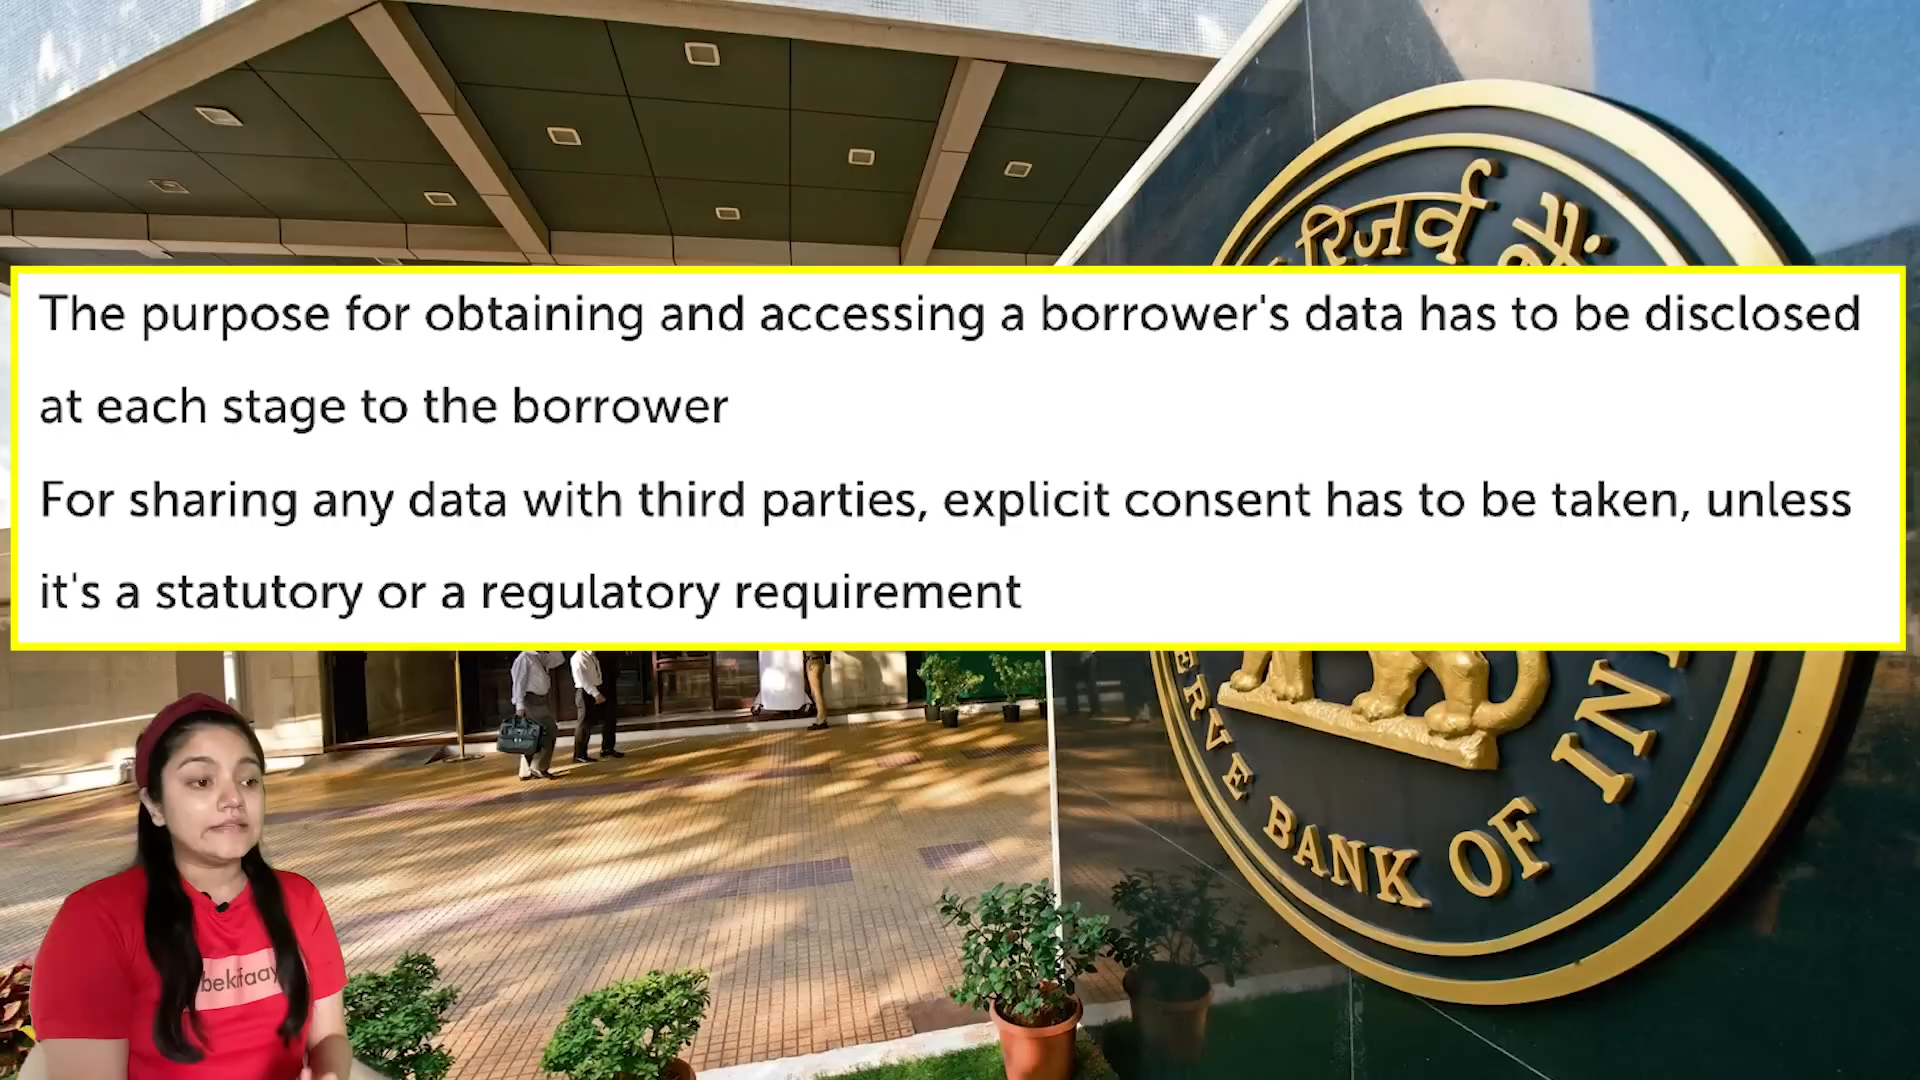 रिज़र्व बैं
The purpose for obtaining and accessing a borrower's data has to be disclosed
at each stage to the borrower
For sharing any data with third parties, explicit consent has to be taken, unless
it's a statutory or a regulatory requirement
ERVE BANK OF IN
bekifaay